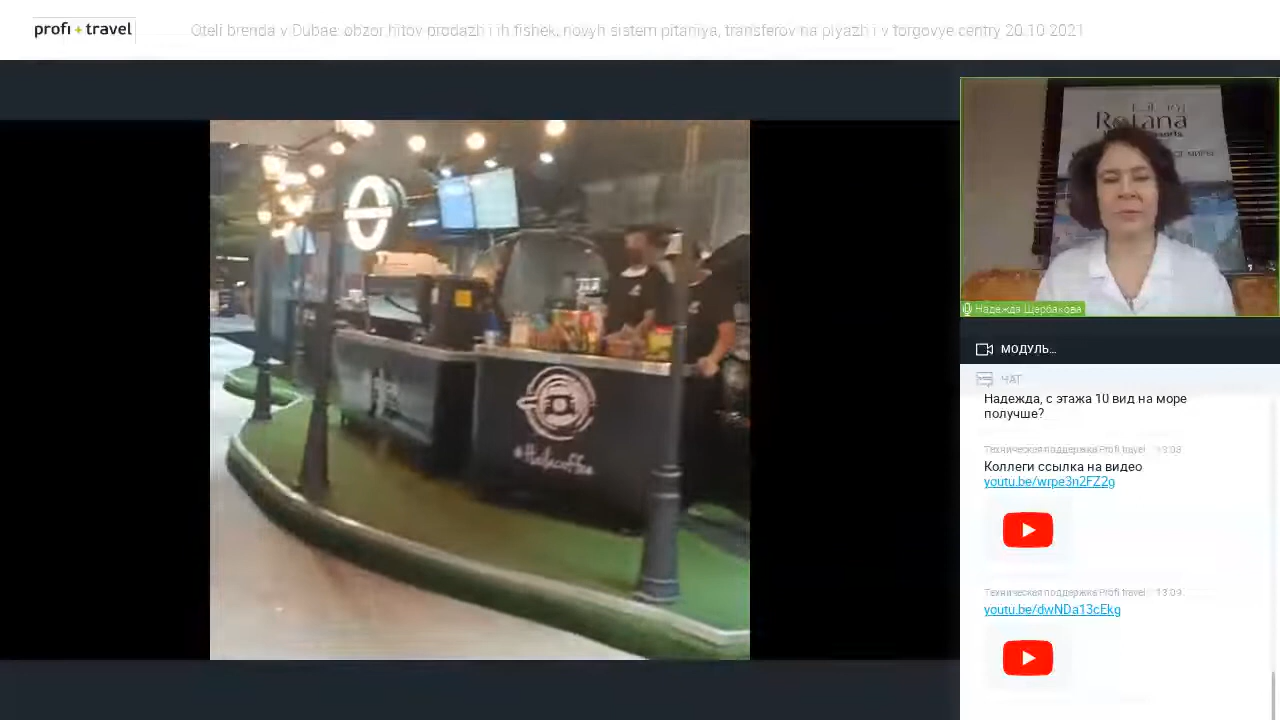 profi travel
Oteli brenda v Dubae: obzor hitov prodazh i ih fishek, novyh sistem pitaniya, transferov na plyazh i v torgovye centry 20.10.2021
Rotana
Надежда Щербакова
МОДУЛЬ...
ЧАТ
Надежда, с этажа 10 вид на море
получше?
Техническая поддержка Profi.travel
Коллеги ссылка на видео
youtu.be/wrpe3n2FZ2g
Техническая поддержка Profi.travel 13:09
youtu.be/dwNDa13cEkg